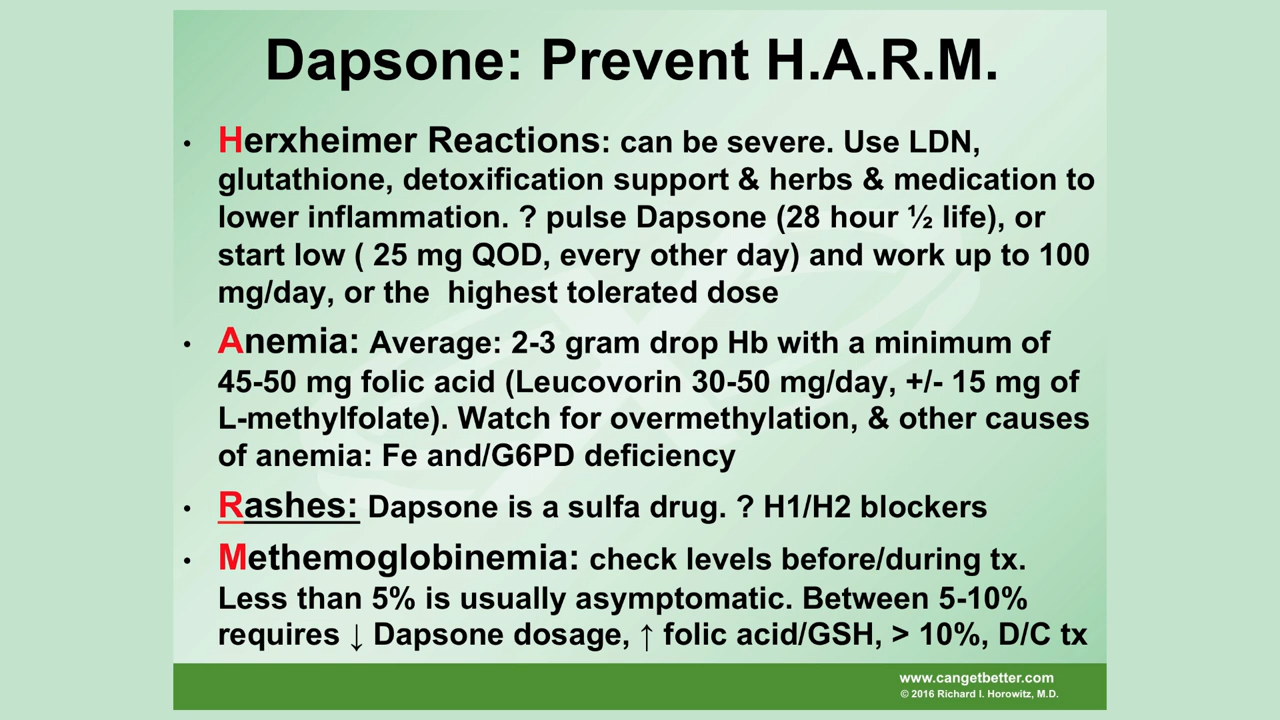 Dapsone: Prevent H.A.R.M.
• Herxheimer Reactions: can be severe. Use LDN,
glutathione, detoxification support & herbs & medication to
lower inflammation. ? pulse Dapsone (28 hour ½ life), or
start low ( 25 mg QOD, every other day) and work up to 100
mg/day, or the  highest tolerated dose
• Anemia: Average: 2-3 gram drop Hb with a minimum of
45-50 mg folic acid (Leucovorin 30-50 mg/day, +/- 15 mg of
L-methylfolate). Watch for overmethylation, & other causes
of anemia: Fe and/G6PD deficiency
• Rashes: Dapsone is a sulfa drug. ? H1/H2 blockers
• Methemoglobinemia: check levels before/during tx.
Less than 5% is usually asymptomatic. Between 5-10%
requires ↓ Dapsone dosage, ↑ folic acid/GSH, > 10%, D/C tx
www.cangetbetter.com
© 2016 Richard I. Horowitz, M.D.